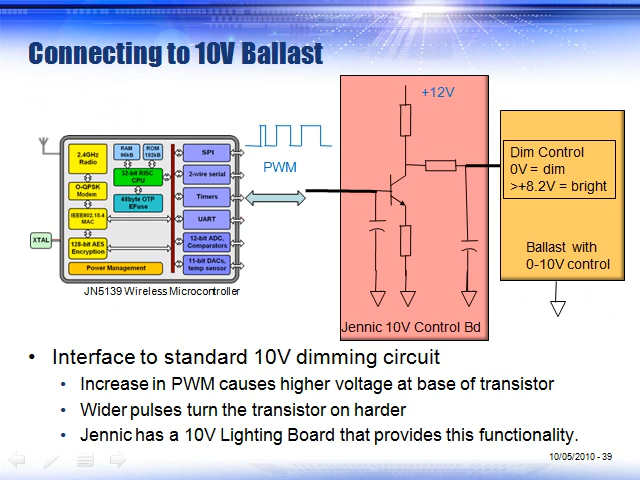 Connecting to 10V Ballast
+12V
PWM
2.4GHz
Radio
O-QPSK
Modem
IEEE802.15.4
MAC
128-bit AES
Encryption
Power Management
RAM
96kB
ROM
192kB
32-bit RISC
CPU
48byte OTP
EFuse
SPI
2-wire serial
Timers
UART
12-bit ADC,
Comparators
11-bit DACs,
temp sensor
XTAL
JN5139 Wireless Microcontroller
Jennic 10V Control Bd
Dim Control
0V = dim
>+8.2V = bright
Ballast with
0-10V control
• Interface to standard 10V dimming circuit
• Increase in PWM causes higher voltage at base of transistor
• Wider pulses turn the transistor on harder
• Jennic has a 10V Lighting Board that provides this functionality.
10/05/2010 - 39